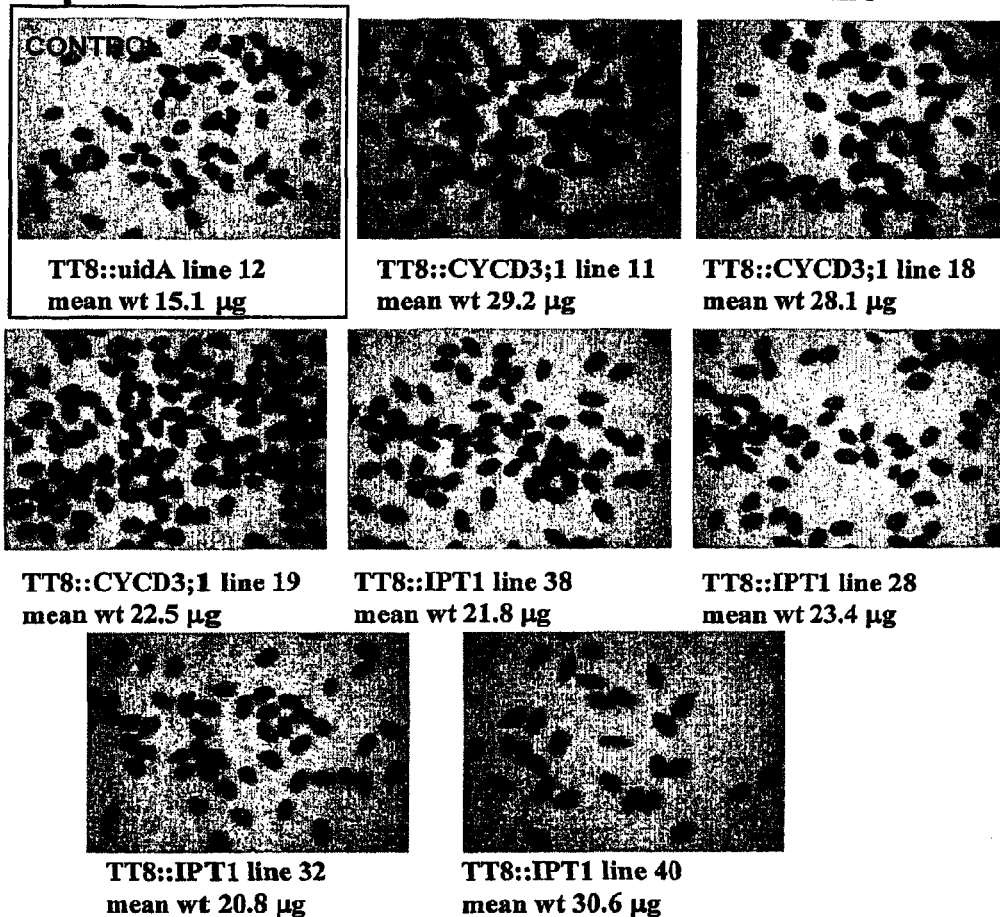 CONTROL
TT8::uidA line 12
mean wt 15.1 µg
TT8::CYCD3;1 line 11
mean wt 29.2 µg
TT8::CYCD3;1 line 18
mean wt 28.1 µg
TT8::CYCD3;1 line 19
mean wt 22.5 µg
TT8::IPT1 line 38
mean wt 21.8 µg
TT8::IPT1 line 28
mean wt 23.4 µg
TT8::IPT1 line 32
mean wt 20.8 µg
TT8::IPT1 line 40
mean wt 30.6 µg